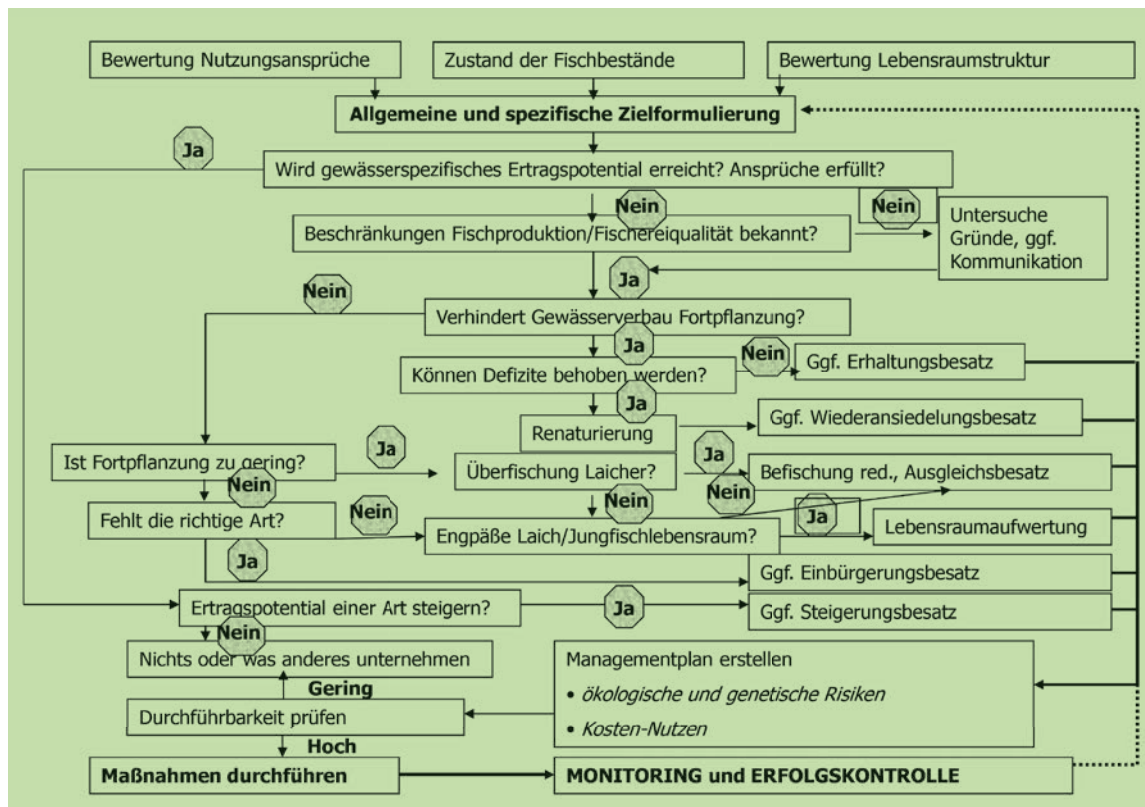 Bewertung Nutzungsansprüche
Zustand der Fischbestände
Bewertung Lebensraumstruktur
Allgemeine und spezifische Zielformulierung
Ja
Wird gewässerspezifisches Ertragspotential erreicht? Ansprüche erfüllt?
Nein
Nein
Beschränkungen Fischproduktion/Fischereiqualität bekannt?
Untersuche
Gründe, ggf.
Kommunikation
Ja
Nein
Verhindert Gewässerverbau Fortpflanzung?
Ja
Nein
Können Defizite behoben werden?
Ggf. Erhaltungsbesatz
Ja
Renaturierung
Ggf. Wiederansiedelungsbesatz
Ist Fortpflanzung zu gering?
Ja
Überfischung Laicher?
Ja
Befischung red., Ausgleichsbesatz
Nein
Nein
Nein
Fehlt die richtige Art?
Nein
Engpäße Laich/Jungfischlebensraum?
Ja
Lebensraumaufwertung
Ja
Ggf. Einbürgerungsbesatz
Ertragspotential einer Art steigern?
Ja
Ggf. Steigerungsbesatz
Nein
Nichts oder was anderes unternehmen
Gering
Durchführbarkeit prüfen
Managementplan erstellen
• ökologische und genetische Risiken
• Kosten-Nutzen
Hoch
Maßnahmen durchführen
MONITORING und ERFOLGSKONTROLLE